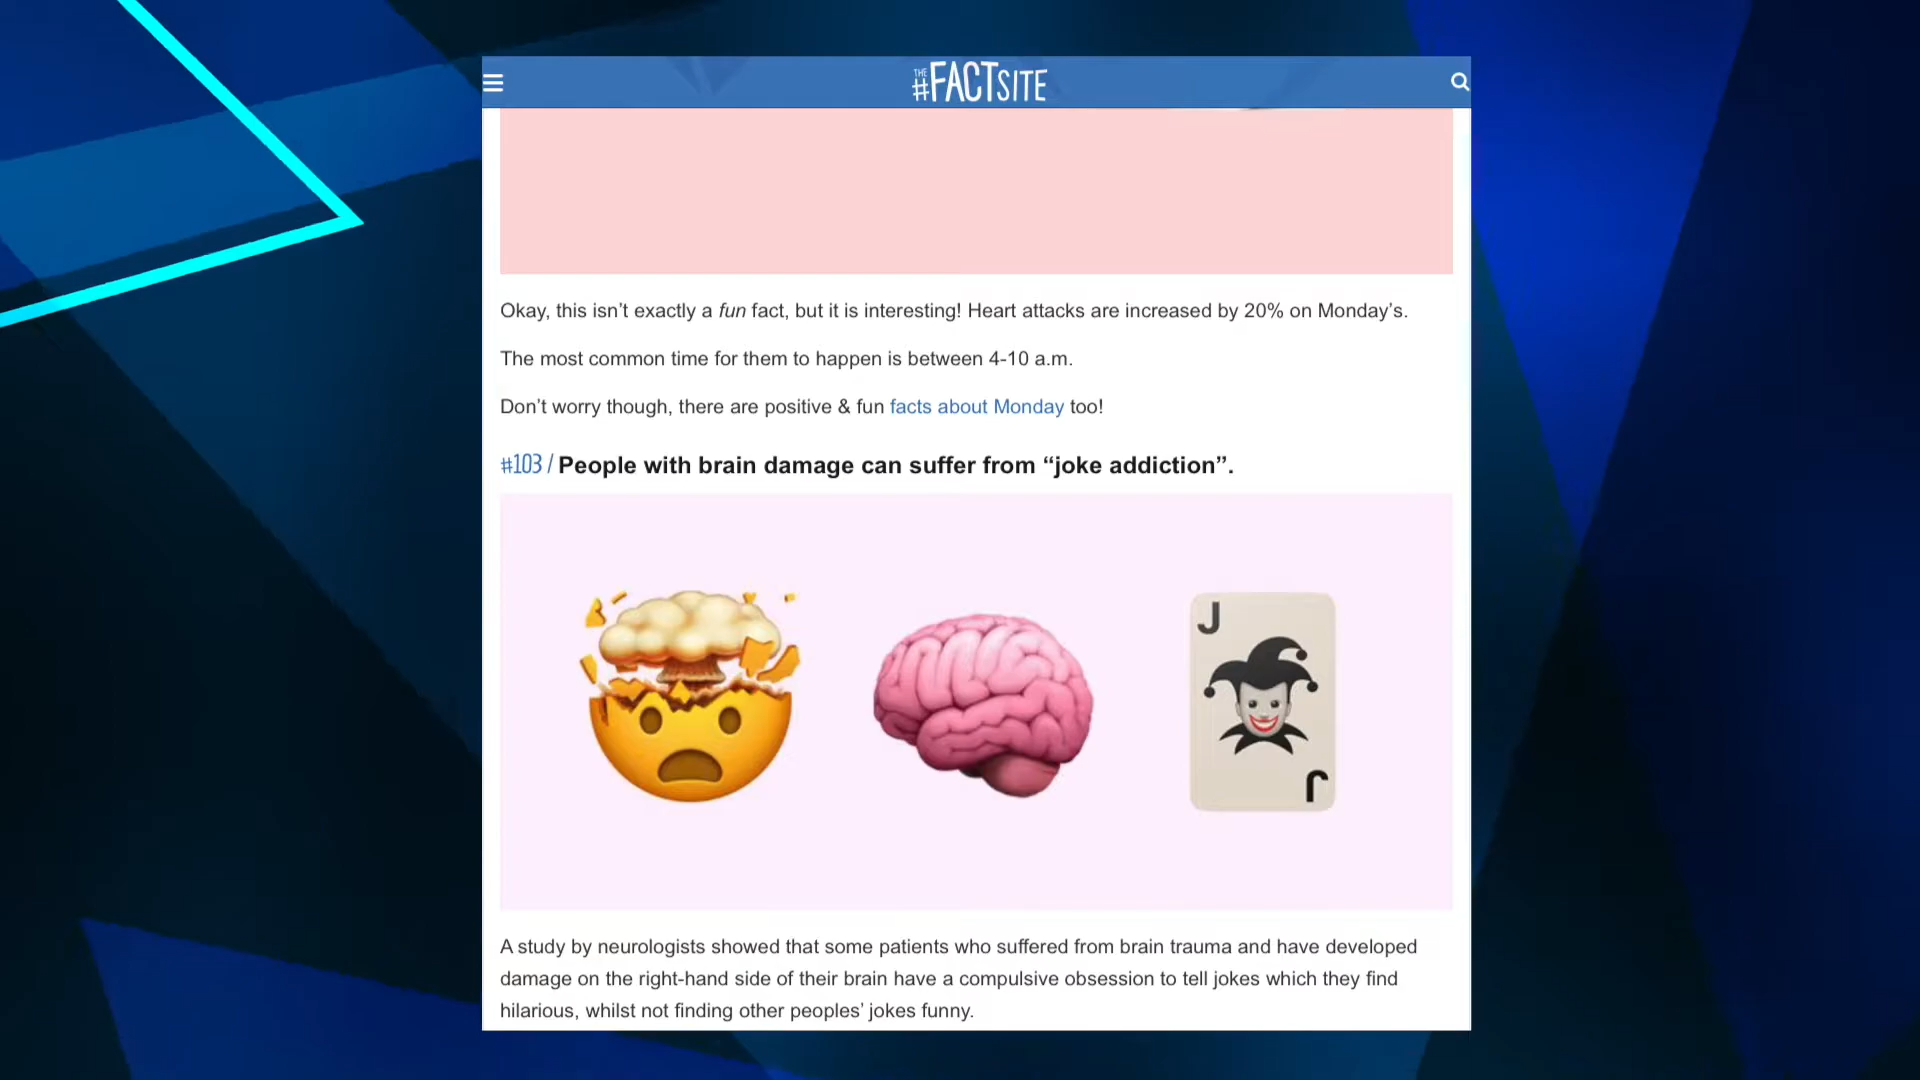 THE
#FACTSITE
Okay, this isn’t exactly a fun fact, but it is interesting! Heart attacks are increased by 20% on Monday’s.
The most common time for them to happen is between 4-10 a.m.
Don’t worry though, there are positive & fun facts about Monday too!
#103 / People with brain damage can suffer from “joke addiction”.
J
J
A study by neurologists showed that some patients who suffered from brain trauma and have developed
damage on the right-hand side of their brain have a compulsive obsession to tell jokes which they find
hilarious, whilst not finding other peoples’ jokes funny.